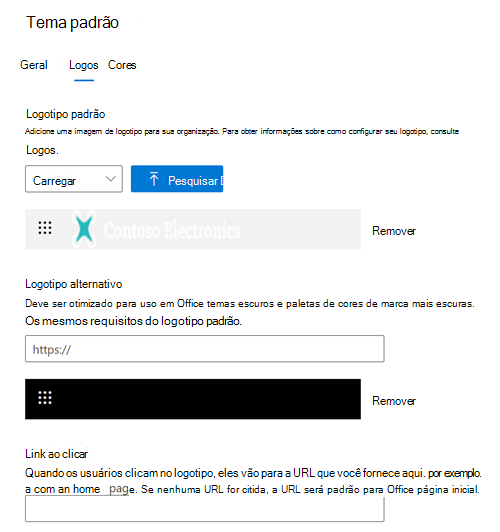 Tema padrão
Geral Logos Cores
Logotipo padrão
Adicione uma imagem de logotipo para sua organização. Para obter informações sobre como configurar seu logotipo, consulte
Logos.
Carregar Pesquisar
Contoso Electronics Remover
Logotipo alternativo
Deve ser otimizado para uso em Office temas escuros e paletas de cores de marca mais escuras.
Os mesmos requisitos do logotipo padrão.
https://
Remover
Link ao clicar
Quando os usuários clicam no logotipo, eles vão para a URL que você fornece aqui. por exemplo.
a com an home page. Se nenhuma URL for citida, a URL será padrão para Office página inicial.